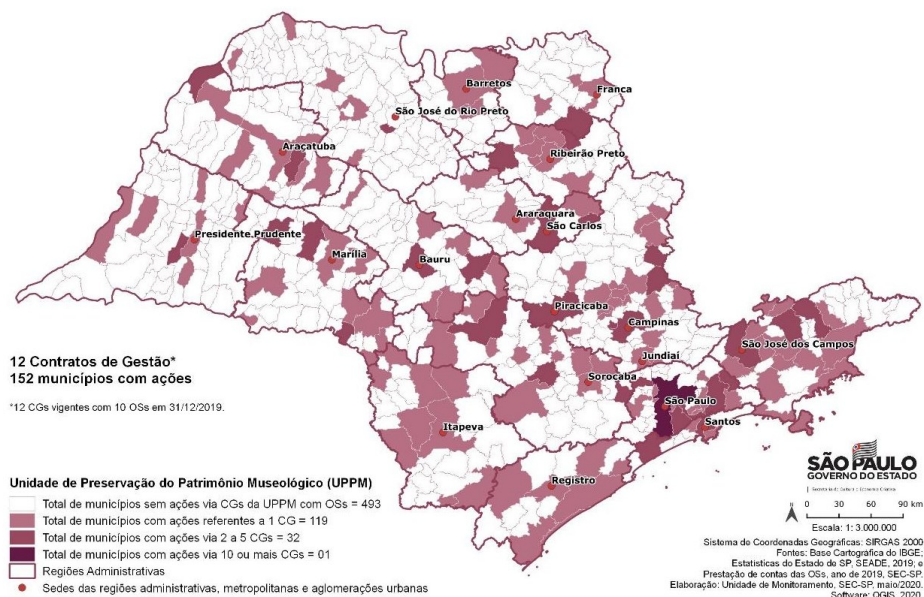 Barretos
Franca
São José do Rio Preto
Araçatuba
Ribeirão Preto
Araraquara
São Carlos
Presidente Prudente
Marília
Bauru
Piracicaba
Campinas
São José dos Campos
Jundiaí
Sorocaba
São Paulo
Santos
Itapeva
Registro
12 Contratos de Gestão*
152 municípios com ações
*12 CGs vigentes com 10 OSs em 31/12/2019.
Unidade de Preservação do Patrimônio Museológico (UPPM)
Total de municípios sem ações via CGs da UPPM com OSs = 493
Total de municípios com ações referentes a 1 CG = 119
Total de municípios com ações via 2 a 5 CGs = 32
Total de municípios com ações via 10 ou mais CGs = 01
Regiões Administrativas
Sedes das regiões administrativas, metropolitanas e aglomerações urbanas
SÃO PAULO
GOVERNO DO ESTADO
Secretaria de Cultura e Economia Criativa
N
0 30 60 90 km
Escala: 1: 3.000.000
Sistema de Coordenadas Geográficas: SIRGAS 2000
Fontes: Base Cartográfica do IBGE;
Estatísticas do Estado de SP, SEADE, 2019; e
Prestação de contas das OSs, ano de 2019, SEC-SP.
Elaboração: Unidade de Monitoramento, SEC-SP, maio/2020.
Software: QGIS, 2020.